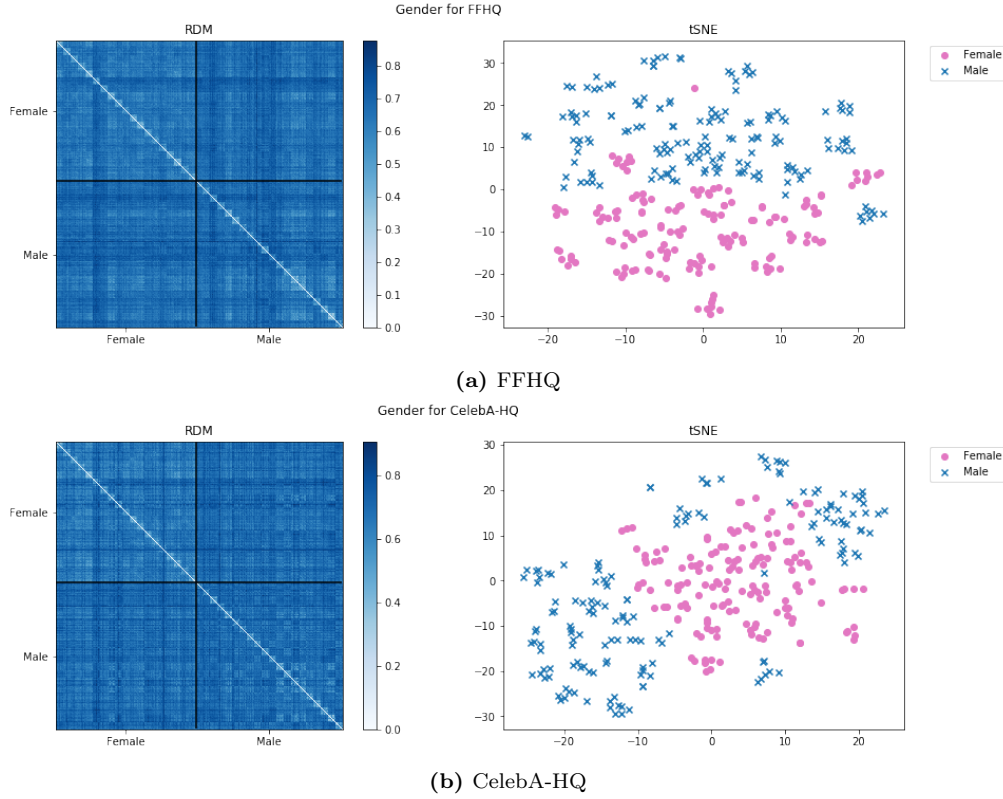 Gender for FFHQ
RDM
Female
Male
Female Male
0.8
0.7
0.6
0.5
0.4
0.3
0.2
0.1
0.0
tSNE
30
20
10
0
−10
−20
−30
−20 −10 0 10 20
Female
Male
(a) FFHQ
Gender for CelebA-HQ
RDM
Female
Male
Female Male
0.8
0.6
0.4
0.2
0.0
tSNE
30
20
10
0
−10
−20
−30
−20 −10 0 10 20
Female
Male
(b) CelebA-HQ